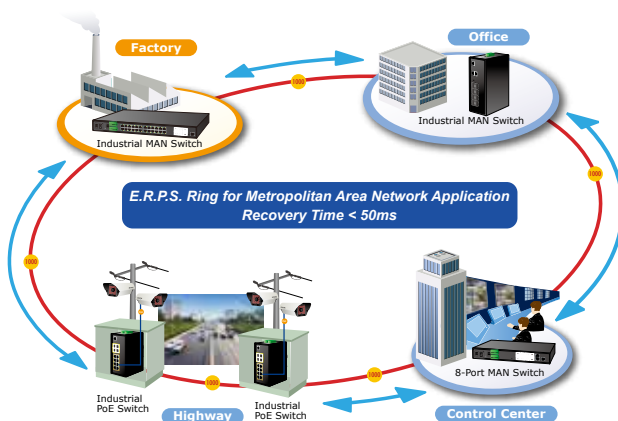 Factory
Office
1000
Industrial MAN Switch
Industrial MAN Switch
1000
E.R.P.S. Ring for Metropolitan Area Network Application
Recovery Time < 50ms
1000
1000
8-Port MAN Switch
1000
Industrial
PoE Switch
Highway
Industrial
PoE Switch
Control Center